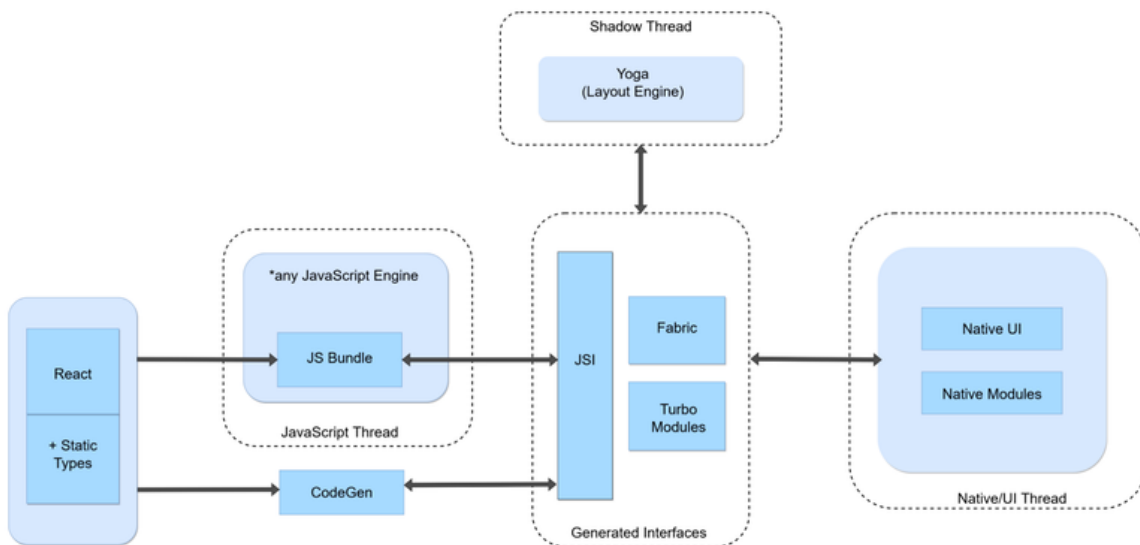 Shadow Thread
Yoga
(Layout Engine)
*any JavaScript Engine
JS Bundle
JavaScript Thread
React
+ Static
Types
CodeGen
JSI
Fabric
Turbo
Modules
Generated Interfaces
Native UI
Native Modules
Native/UI Thread